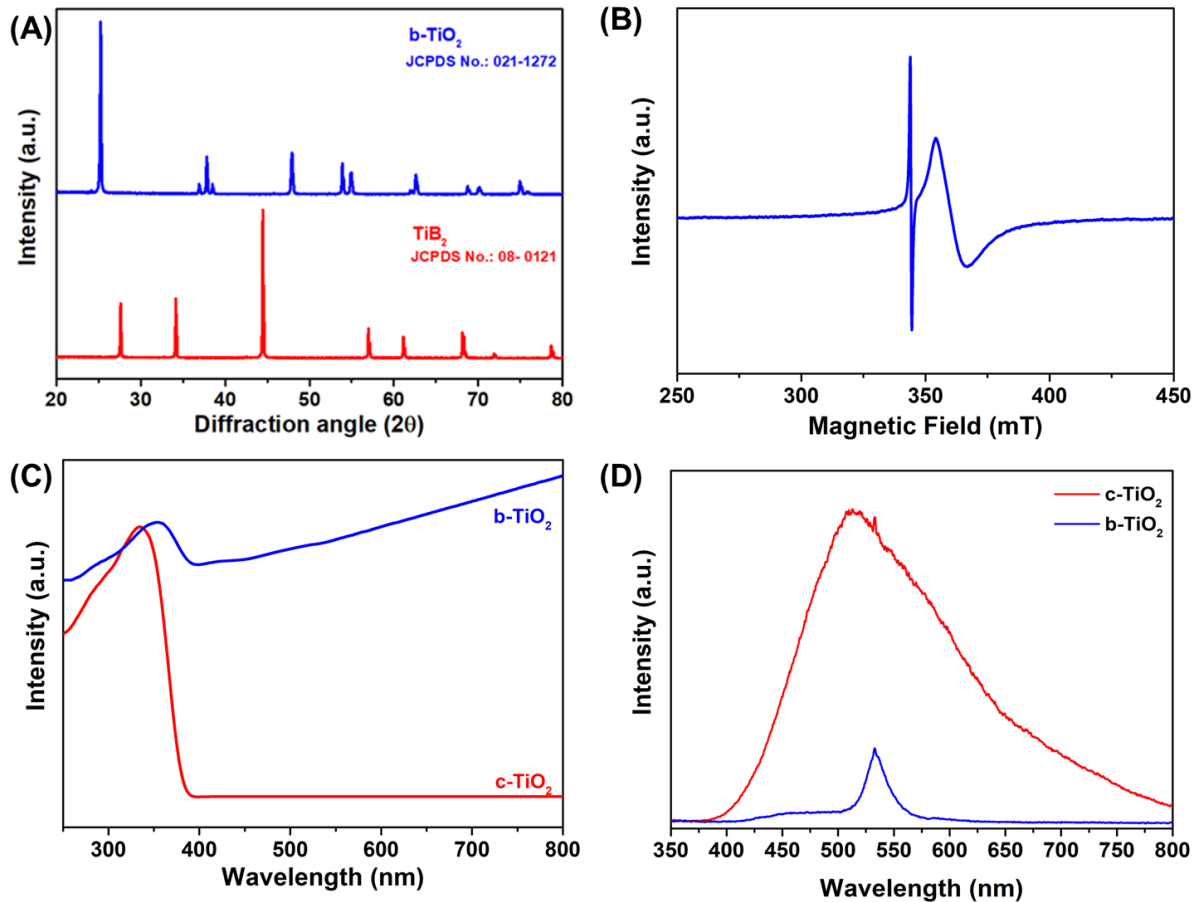 (A)
b-TiO₂
JCPDS No.: 021-1272
TiB₂
JCPDS No.: 08- 0121
Intensity (a.u.)
20 30 40 50 60 70 80
Diffraction angle (2θ)
(B)
Intensity (a.u.)
250 300 350 400 450
Magnetic Field (mT)
(C)
b-TiO₂
c-TiO₂
Intensity (a.u.)
300 400 500 600 700 800
Wavelength (nm)
(D)
c-TiO₂
b-TiO₂
Intensity (a.u.)
350 400 450 500 550 600 650 700 750 800
Wavelength (nm)